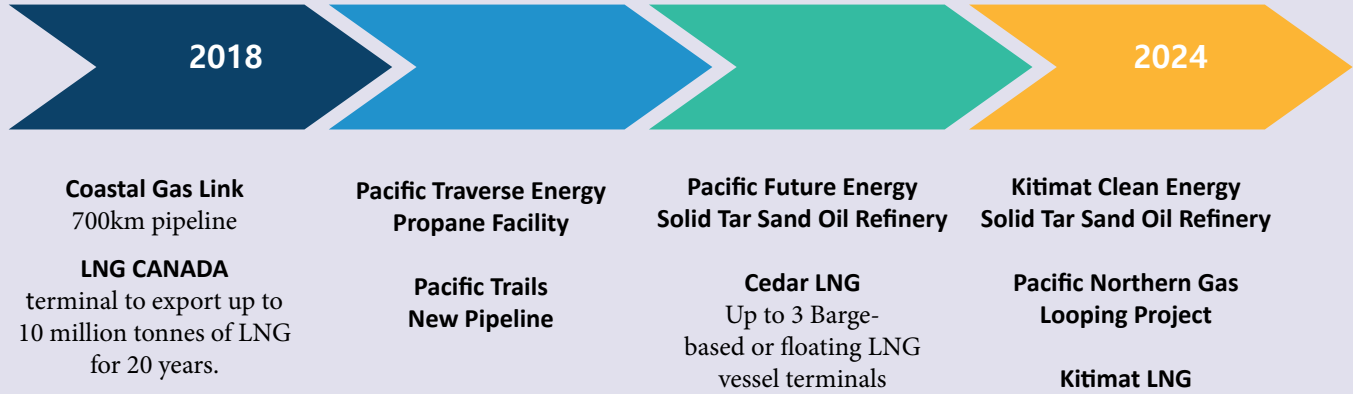 2018
2024
Coastal Gas Link
700km pipeline
LNG CANADA
terminal to export up to
10 million tonnes of LNG
for 20 years.
Pacific Traverse Energy
Propane Facility
Pacific Trails
New Pipeline
Pacific Future Energy
Solid Tar Sand Oil Refinery
Cedar LNG
Up to 3 Barge-
based or floating LNG
vessel terminals
Kitimat Clean Energy
Solid Tar Sand Oil Refinery
Pacific Northern Gas
Looping Project
Kitimat LNG